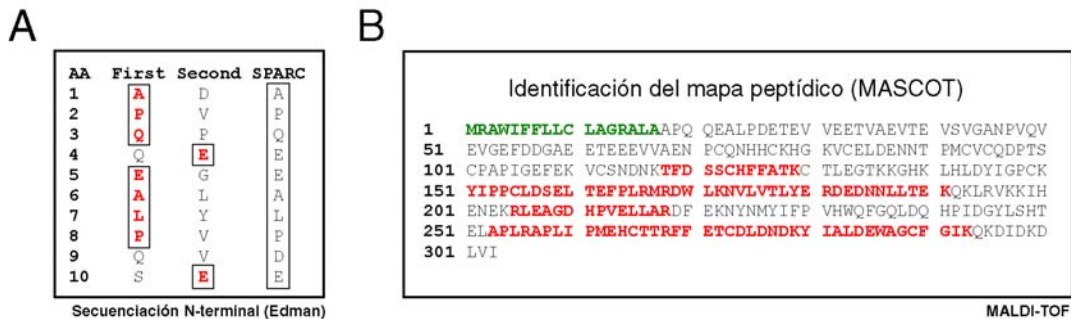 A
AA First Second SPARC
1 A D A
2 P V P
3 Q P Q
4 Q E E
5 E G E
6 A L A
7 L Y L
8 P V P
9 Q V D
10 S E E
Secuenciación N-terminal (Edman)
B
Identificación del mapa peptídico (MASCOT)
1 MRAWIFFLLC LAGRALAAPQ QEALPDETEV VEETVAEVTE VSVGANPVQV
51 EVGEFDDGAE ETEEEVVAEN PCQNHHCKHG KVCELDENNT PMCVCQDPTS
101 CPAPIGEFEK VCSNDNKTFD SSCHFFATKC TLEGTKKGHK LHLDYIGPCK
151 YIPPCLDSEL TEFPLRMRDW LKNVLVTLYE RDEDNNLLTE KQKLRVKKIH
201 ENEKRLEAGD HPVELLARDF EKNYNMYIFP VHWQFGQLDQ HPIDGYLSHT
251 ELAPLRAPLI PMEHCTTRFF ETCDLDNDKY IALDEWAGCF GIKQKDIDKD
301 LVI
MALDI-TOF